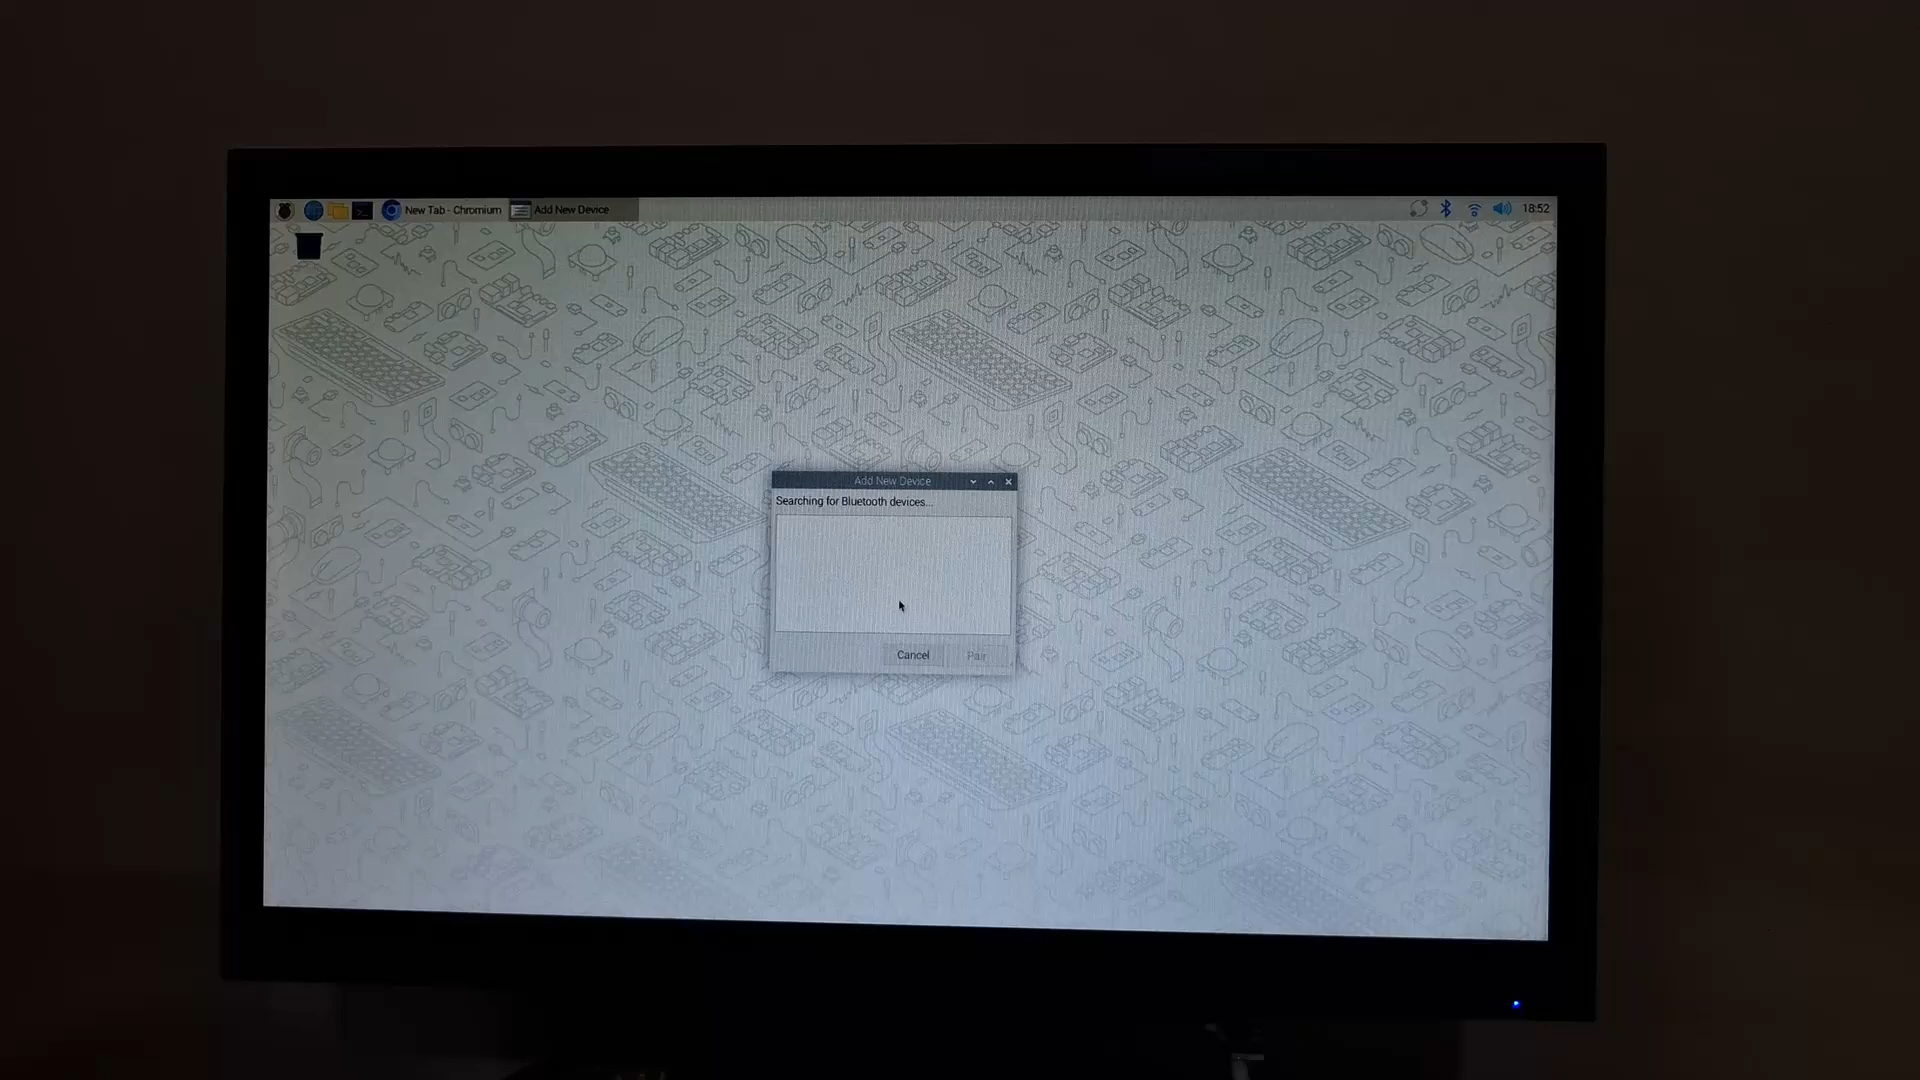 New Tab - Chromium
Add New Device
18:52
Add New Device
Searching for Bluetooth devices...
Cancel
Pair